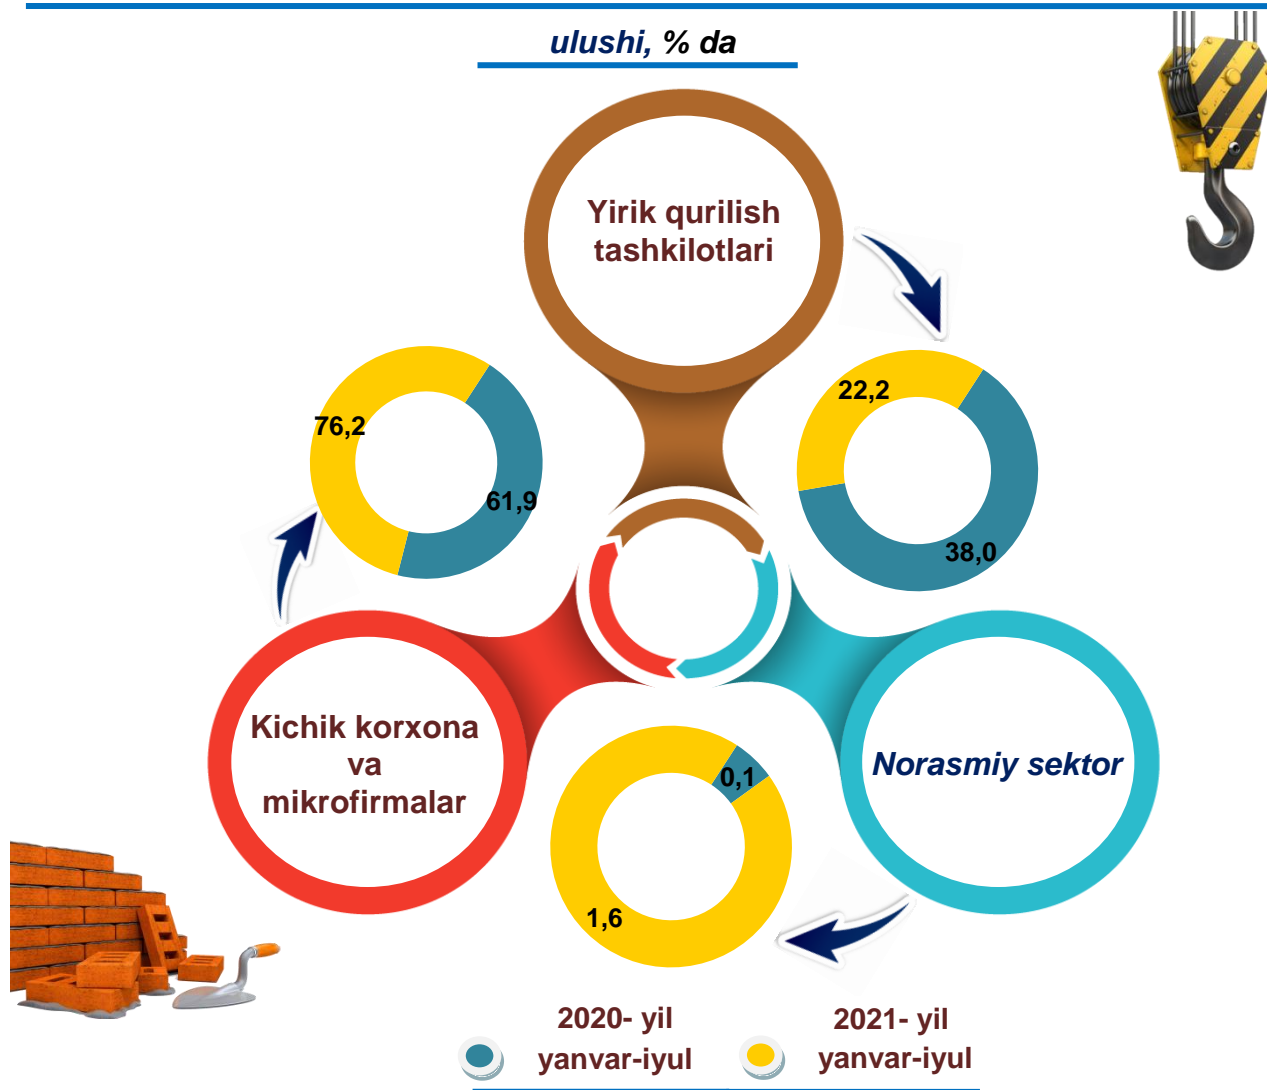 ulushi, % da
Yirik qurilish
tashkilotlari
76,2
61,9
22,2
38,0
Kichik korxona
va
mikrofirmalar
Norasmiy sektor
0,1
1,6
2020- yil
yanvar-iyul
2021- yil
yanvar-iyul